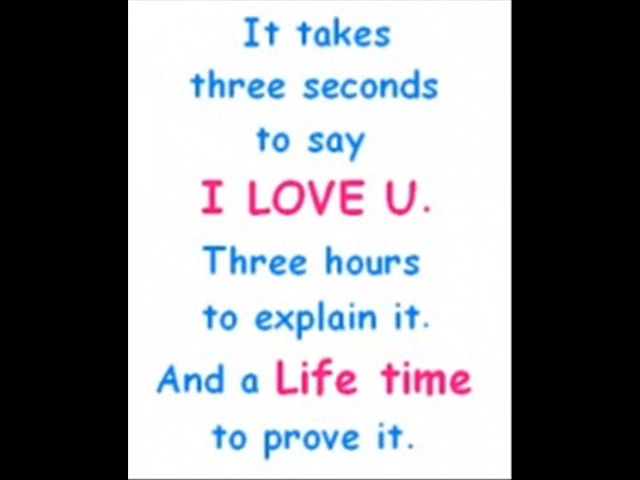 It takes
three seconds
to say
I LOVE U.
Three hours
to explain it.
And a Life time
to prove it.